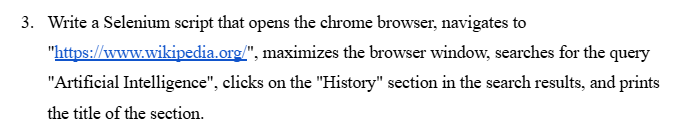 3. Write a Selenium script that opens the chrome browser, navigates to
"https://www.wikipedia.org/", maximizes the browser window, searches for the query
"Artificial Intelligence", clicks on the "History" section in the search results, and prints
the title of the section.